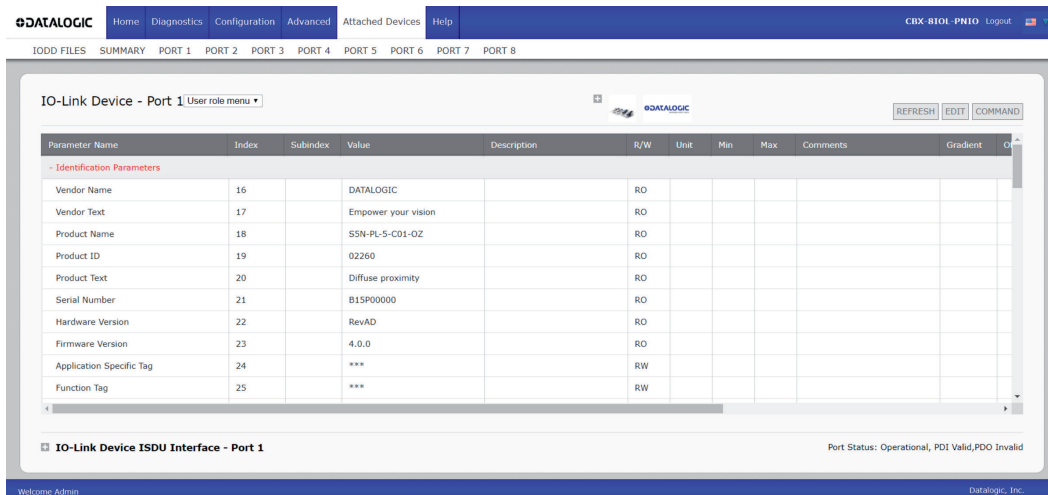 DATALOGIC Home Diagnostics Configuration Advanced Attached Devices Help CBX-8IOL-PNIO Logout
IODD FILES SUMMARY PORT 1 PORT 2 PORT 3 PORT 4 PORT 5 PORT 6 PORT 7 PORT 8
IO-Link Device - Port 1 User role menu DATALOGIC REFRESH EDIT COMMAND
Parameter Name Index Subindex Value Description R/W Unit Min Max Comments Gradient
- Identification Parameters
Vendor Name 16 DATALOGIC RO
Vendor Text 17 Empower your vision RO
Product Name 18 S5N-PL-5-C01-OZ RO
Product ID 19 02260 RO
Product Text 20 Diffuse proximity RO
Serial Number 21 B15P00000 RO
Hardware Version 22 RevAD RO
Firmware Version 23 4.0.0 RO
Application Specific Tag 24 *** RW
Function Tag 25 *** RW
IO-Link Device ISDU Interface - Port 1 Port Status: Operational, PDI Valid,PDO Invalid
Welcome Admin Datalogic, Inc.